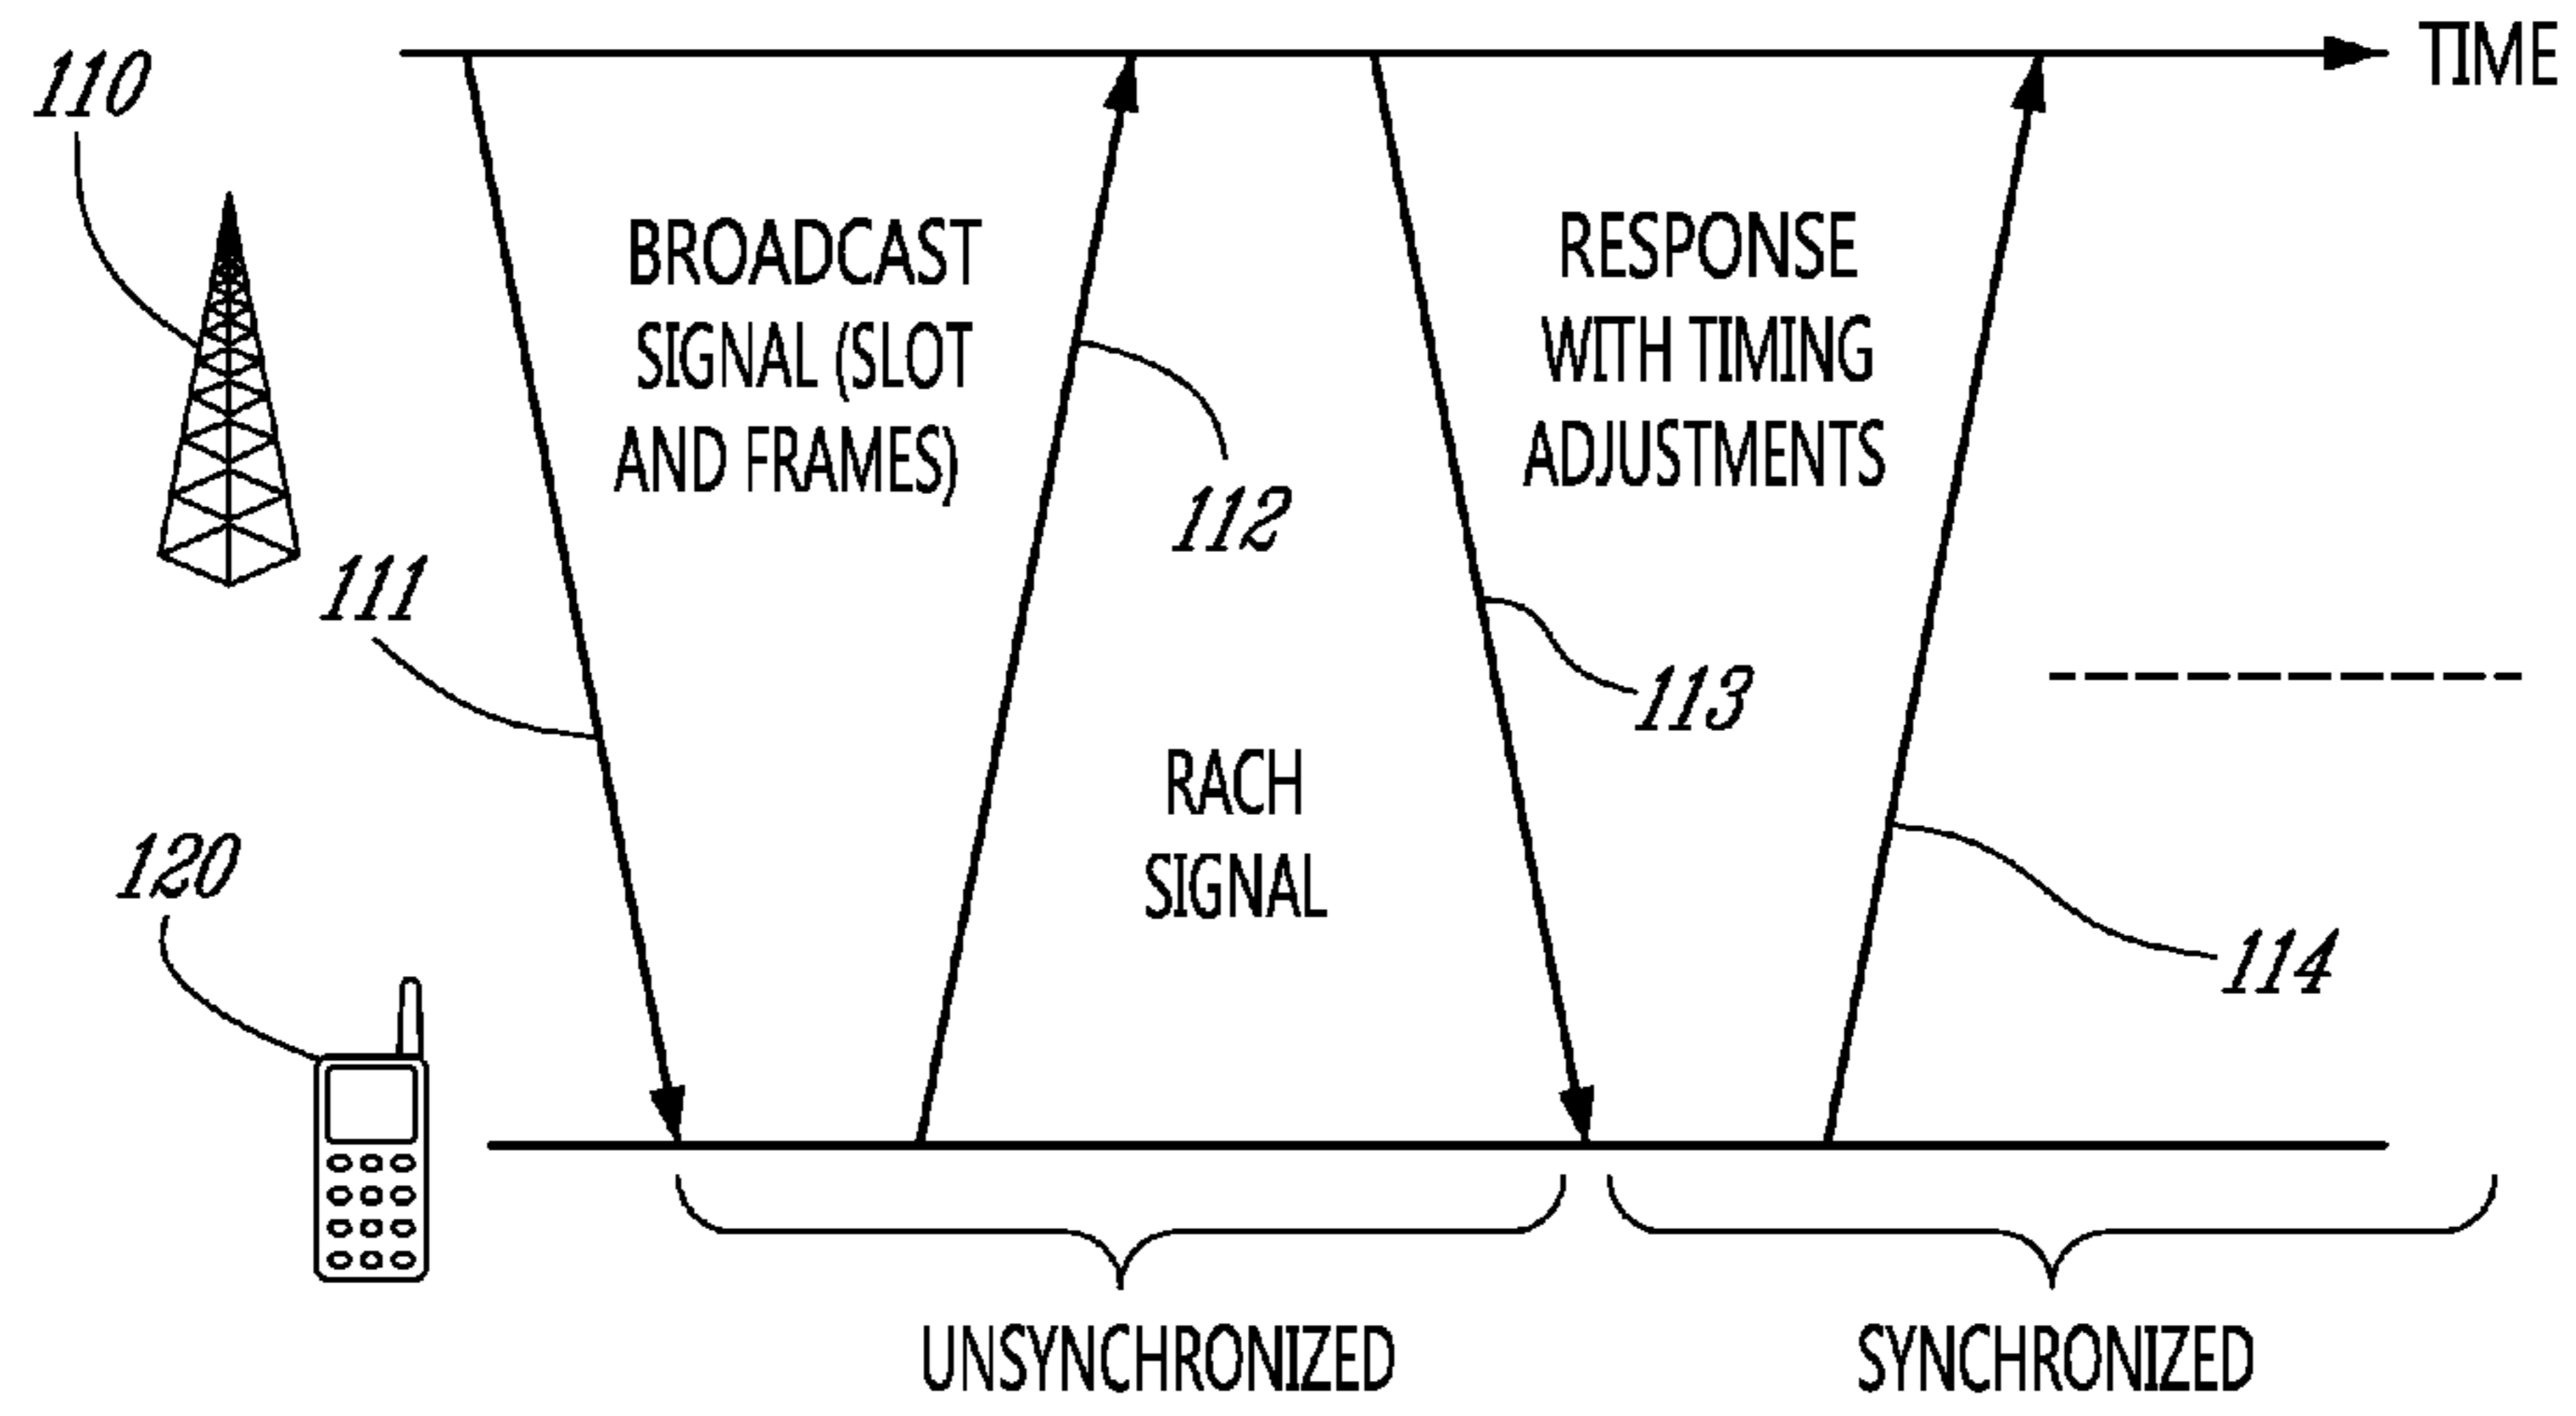 TIME
110
BROADCAST
SIGNAL (SLOT
AND FRAMES)
RESPONSE
WITH TIMING
ADJUSTMENTS
112
111
113
RACH
SIGNAL
120
114
UNSYNCHRONIZED
SYNCHRONIZED